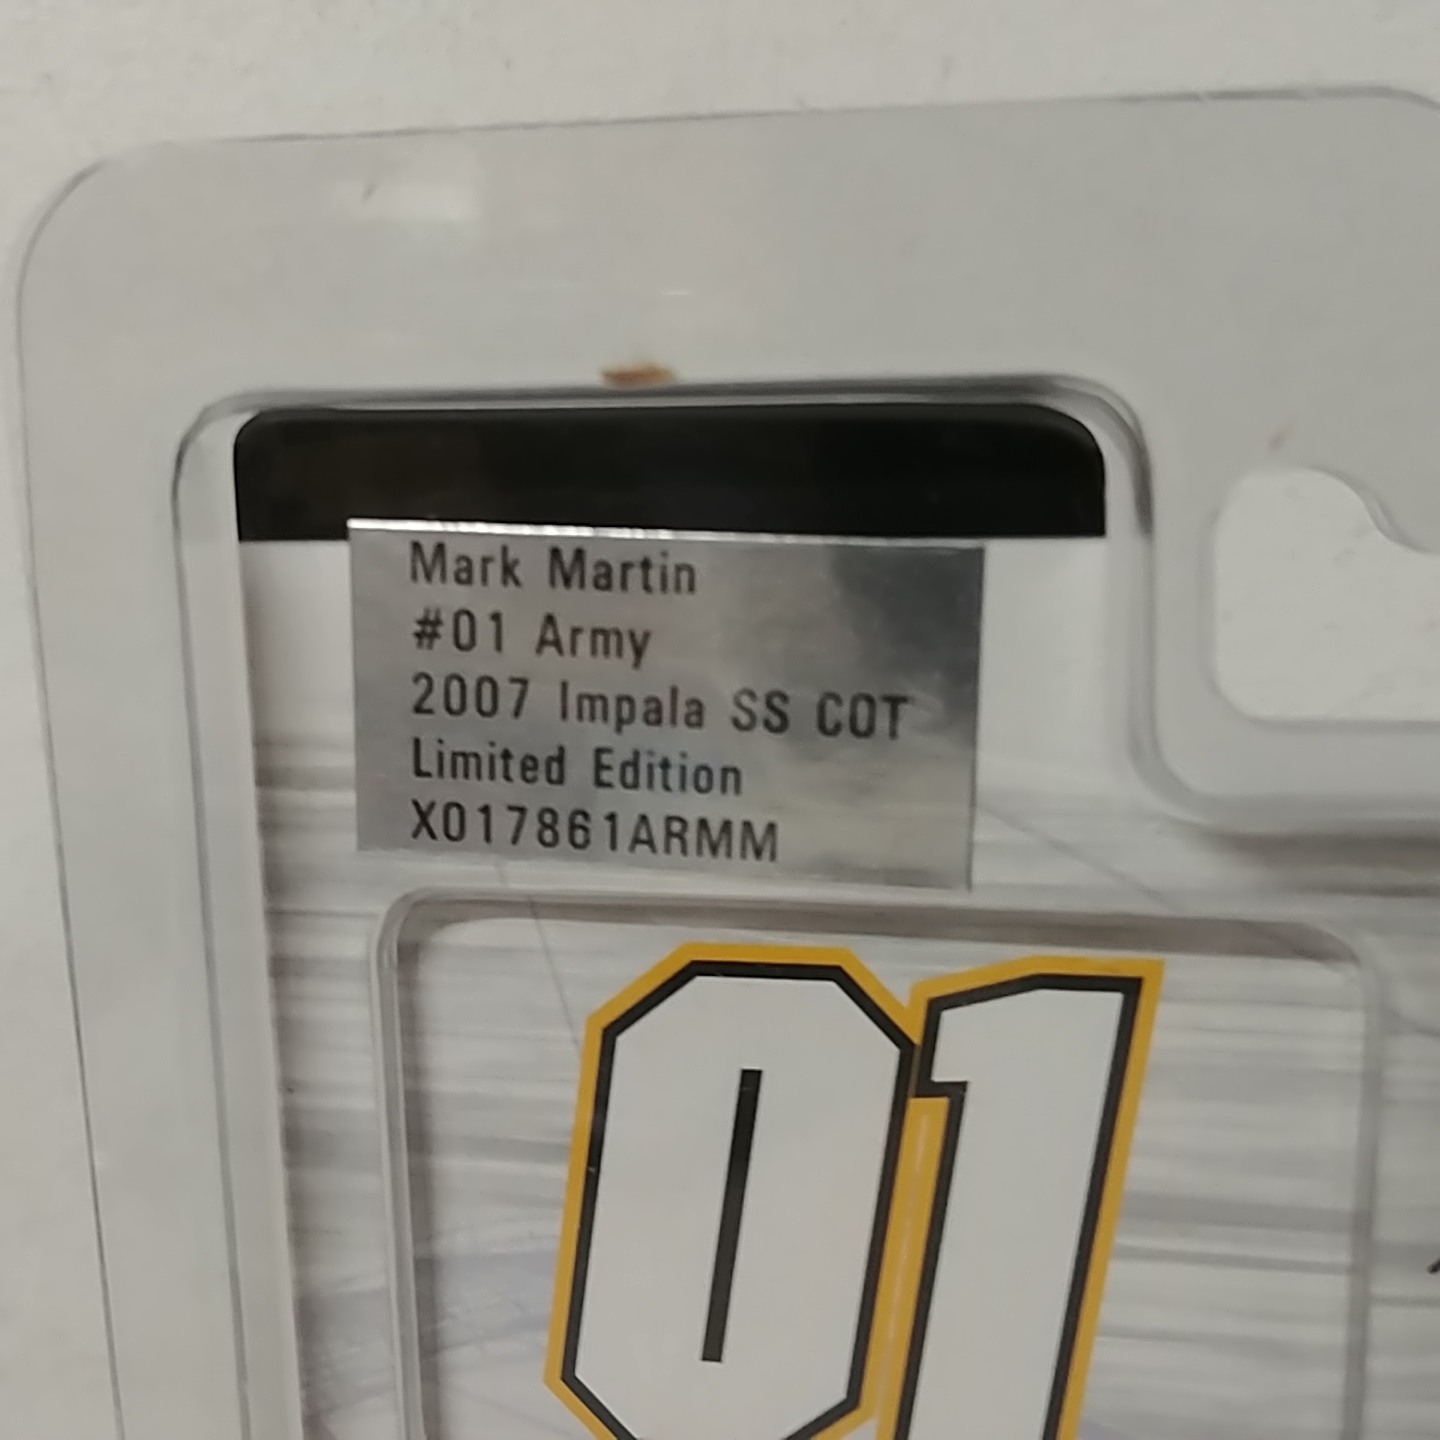 Mark Martin
#01 Army
2007 Impala SS COT
Limited Edition
X017861ARMM
01